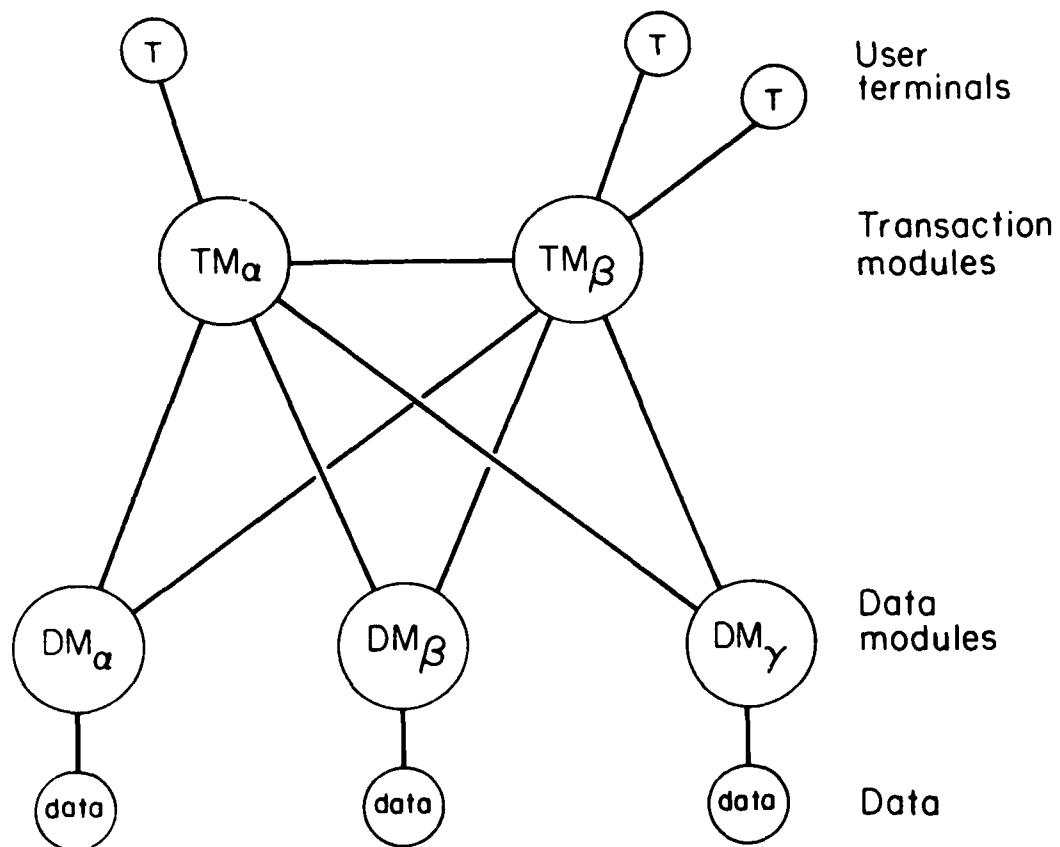 T
T
T
User
terminals
TMα
TMβ
Transaction
modules
DMα
DMβ
DMγ
Data
modules
data
data
data
Data